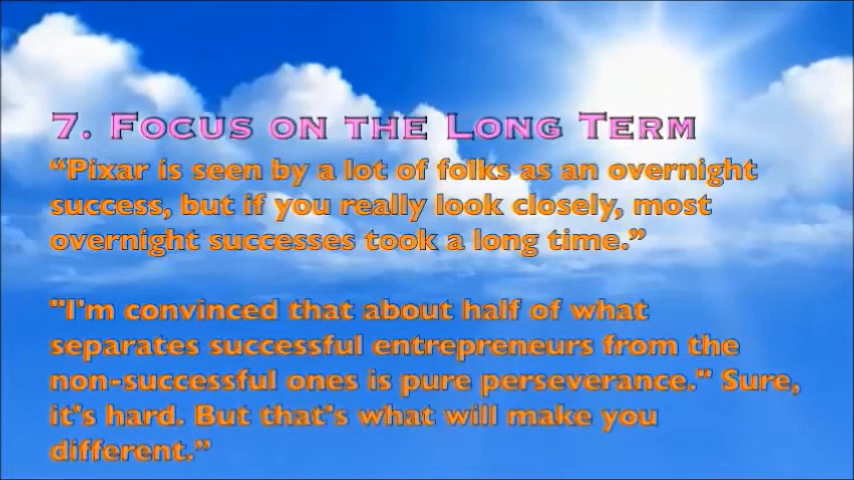 7. Focus on the Long Term
“Pixar is seen by a lot of folks as an overnight
success, but if you really look closely, most
overnight successes took a long time.”
"I'm convinced that about half of what
separates successful entrepreneurs from the
non-successful ones is pure perseverance." Sure,
it's hard. But that's what will make you
different.”